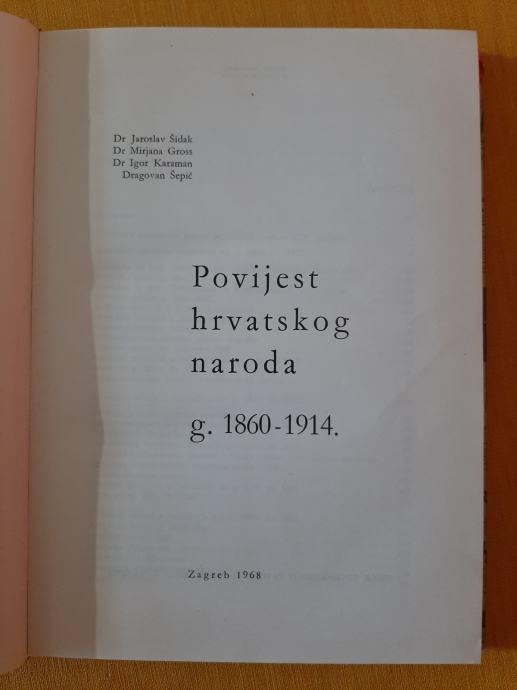 Dr Jaroslav Šidak
Dr Mirjana Gross
Dr Igor Karaman
Dragovan Šepić
Povijest
hrvatskog
naroda
g. 1860-1914.
Zagreb 1968